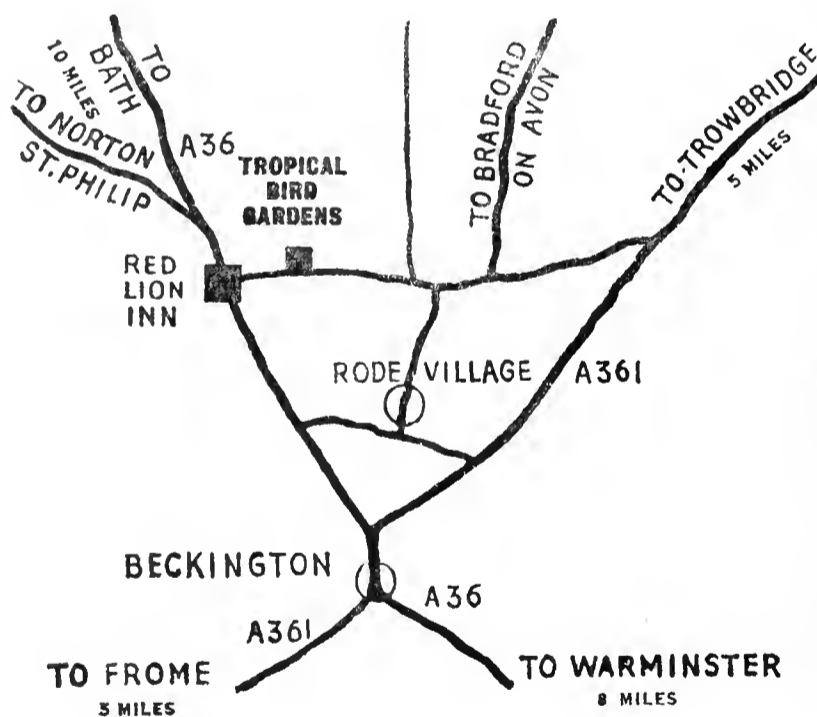 TO
BATH
10 MILES
TO NORTON
ST. PHILIP
A36
TROPICAL
BIRD
GARDENS
TO BRADFORD
ON AVON
TO-TROWBRIDGE
5 MILES
RED
LION
INN
RODE VILLAGE
A361
BECKINGTON
A36
A361
TO FROME
3 MILES
TO WARMINSTER
8 MILES